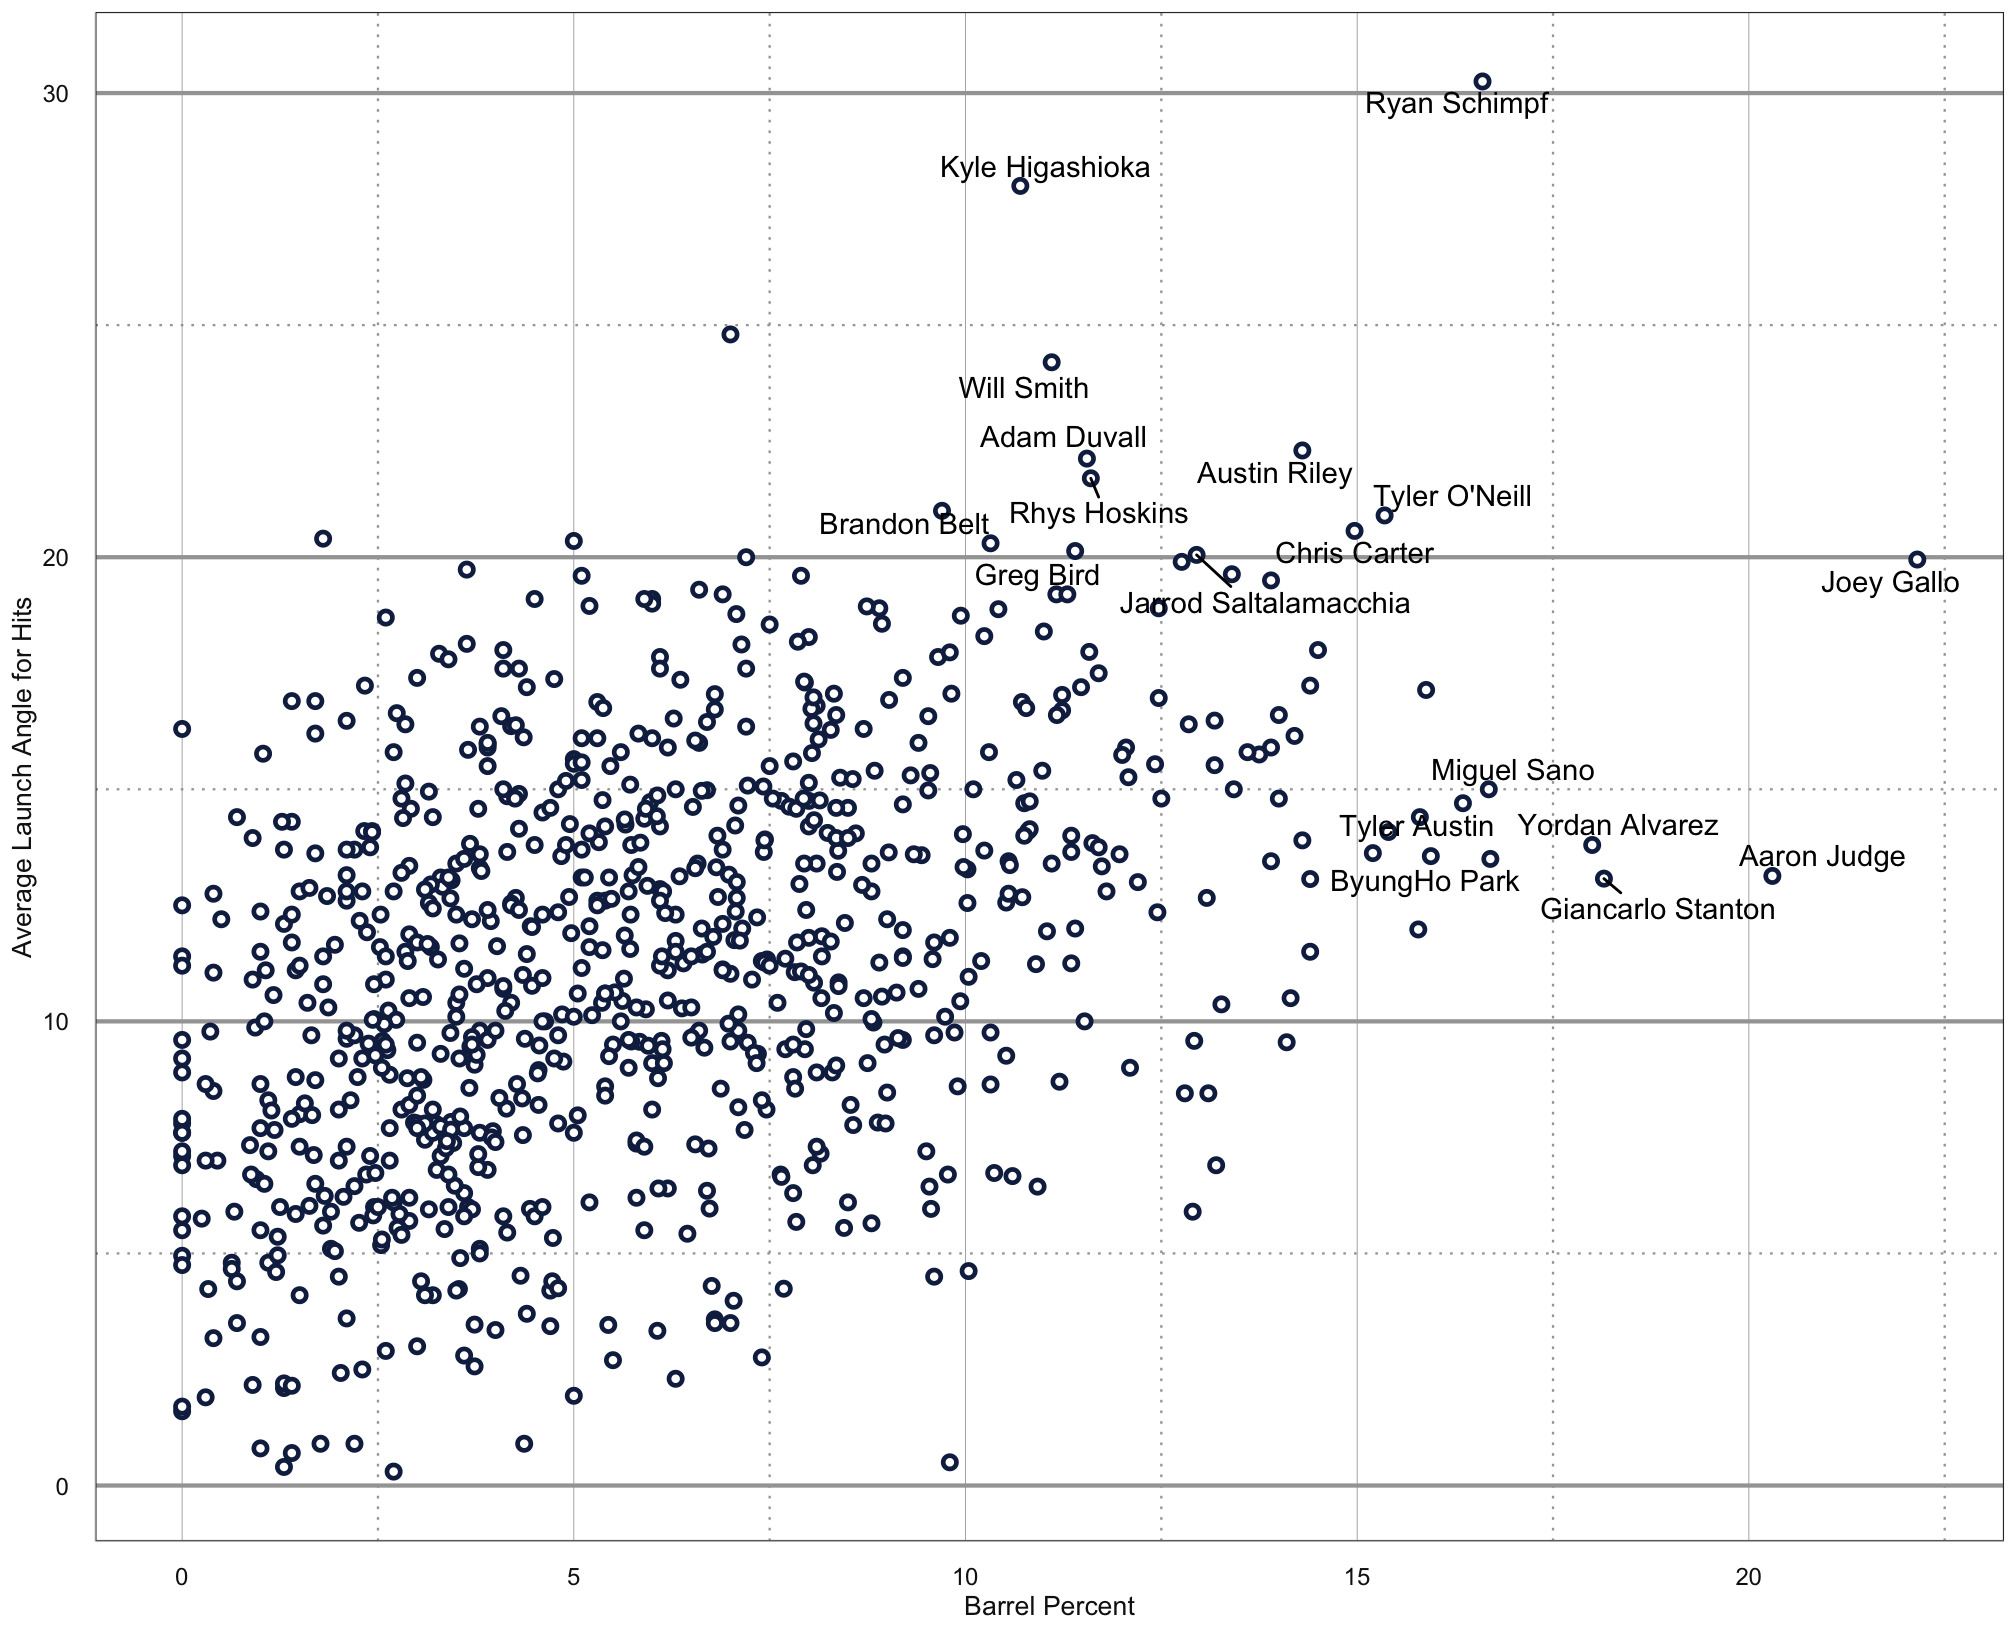 30
Ryan Schimpf
Kyle Higashioka
Will Smith
Adam Duvall
Austin Riley
Tyler O'Neill
Rhys Hoskins
Brandon Belt
20
Chris Carter
Greg Bird
Joey Gallo
Jarrod Saltalamacchia
Average Launch Angle for Hits
Miguel Sano
Tyler Austin
Yordan Alvarez
Aaron Judge
ByungHo Park
Giancarlo Stanton
10
0
0 5 10 15 20
Barrel Percent